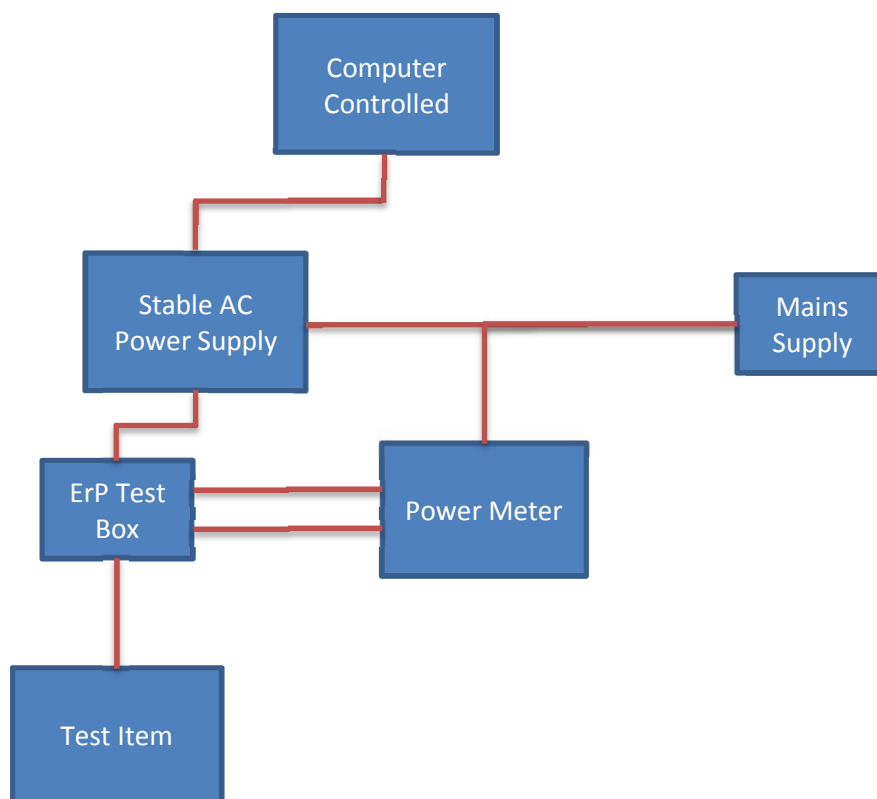 Computer
Controlled
Stable AC
Power Supply
Mains
Supply
ErP Test
Box
Power Meter
Test Item